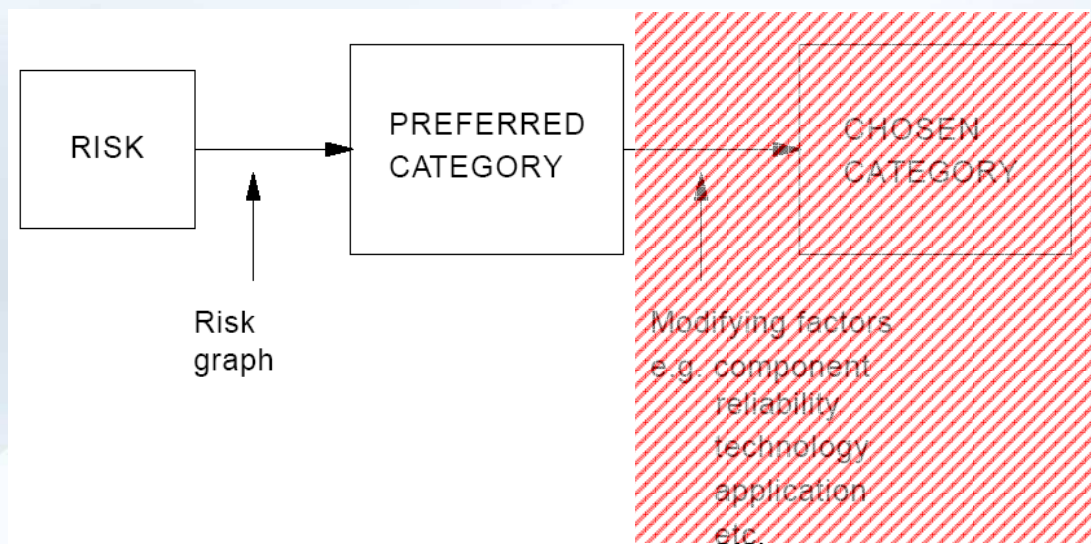 RISK
PREFERRED
CATEGORY
CHOSEN
CATEGORY
Risk
graph
Modifying factors
e.g. component
reliability
technology
application
etc.